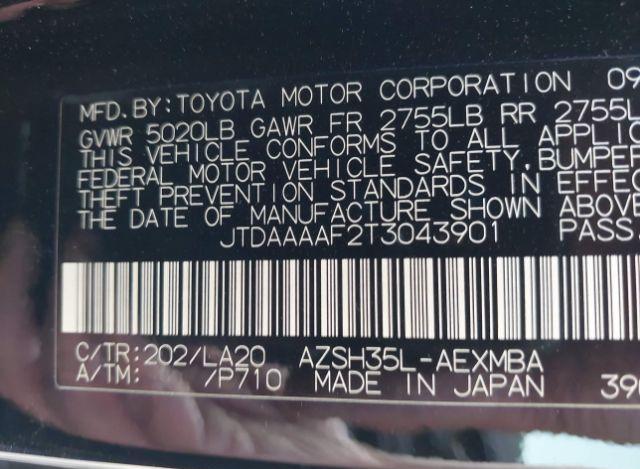 MFD.BY:TOYOTA MOTOR CORPORATION 09
GVWR 5020LB GAWR FR 2755LB RR 2755L
THIS VEHICLE CONFORMS TO ALL APPLIC
FEDERAL MOTOR VEHICLE SAFETY, BUMPER
THEFT PREVENTION STANDARDS IN EFFEC
THE DATE OF MANUFACTURE SHOWN ABOVE
JTDAAAAF2T3043901 PASS.
C/TR:202/LA20 AZSH35L-AEXMBA
A/TM: /P710 MADE IN JAPAN 39